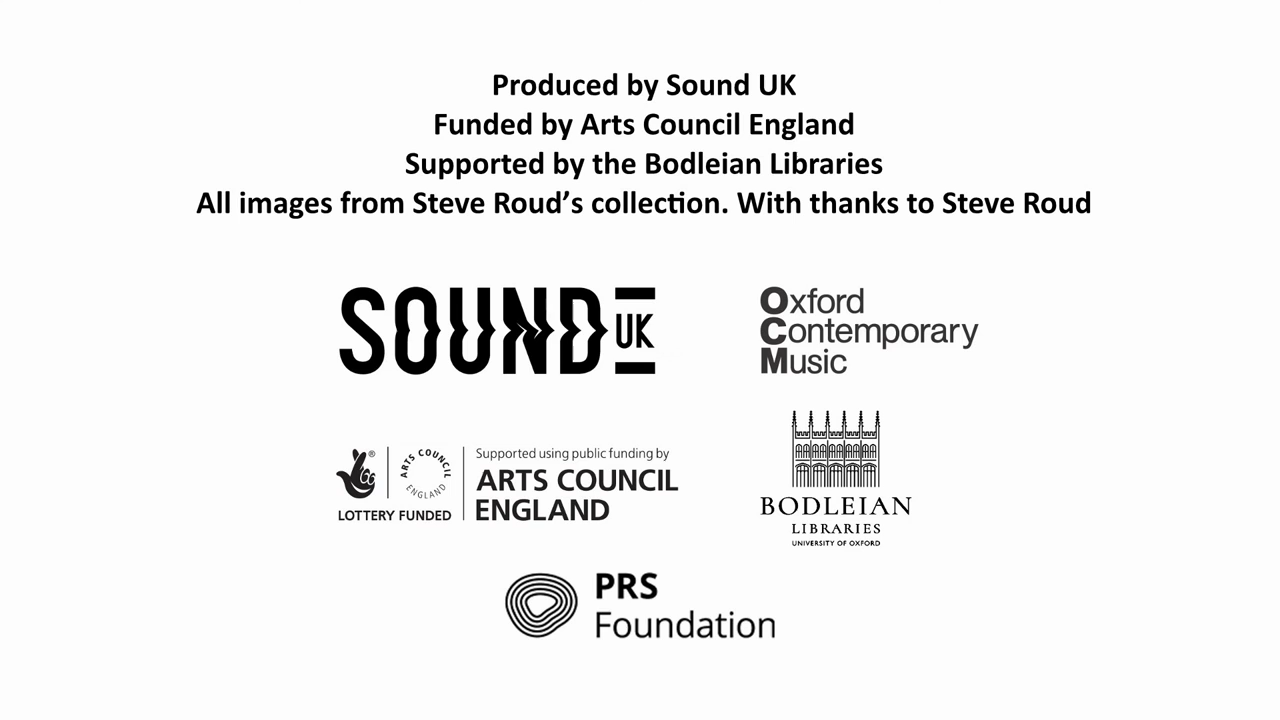 Produced by Sound UK
Funded by Arts Council England
Supported by the Bodleian Libraries
All images from Steve Roud’s collection. With thanks to Steve Roud
SOUND UK
Oxford
Contemporary
Music
ARTS COUNCIL
ENGLAND
LOTTERY FUNDED
Supported using public funding by
ARTS COUNCIL
ENGLAND
BODLEIAN
LIBRARIES
UNIVERSITY OF OXFORD
PRS
Foundation